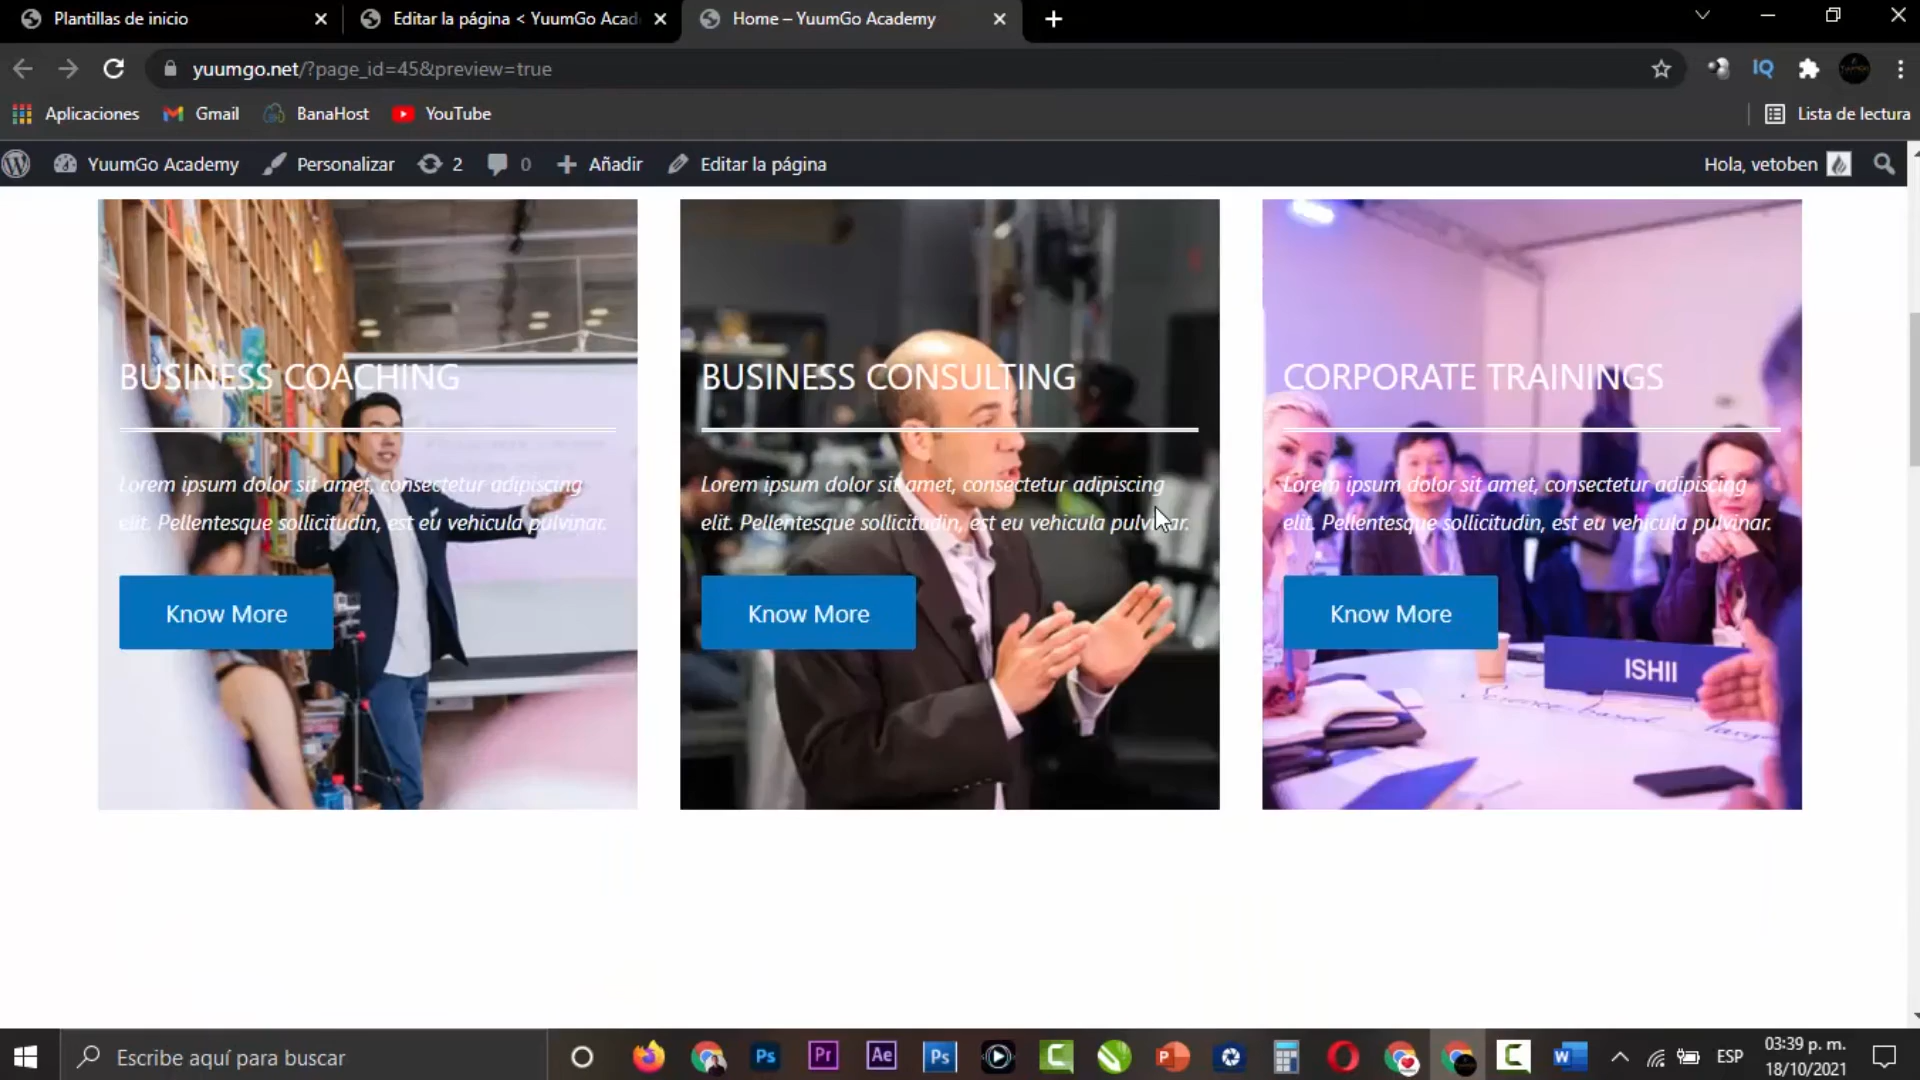 Plantillas de inicio
Editar la página < YuumGo Acad
Home – YuumGo Academy
yuumgo.net/?page_id=45&preview=true
IQ
Aplicaciones
Gmail
BanaHost
YouTube
Lista de lectura
YuumGo Academy
Personalizar
2
0
Añadir
Editar la página
Hola, vetoben
BUSINESS COACHING
Lorem ipsum dolor sit amet, consectetur adipiscing
elit. Pellentesque sollicitudin, est eu vehicula pulvinar.
Know More
BUSINESS CONSULTING
Lorem ipsum dolor sit amet, consectetur adipiscing
elit. Pellentesque sollicitudin, est eu vehicula pulvinar.
Know More
CORPORATE TRAININGS
Lorem ipsum dolor sit amet, consectetur adipiscing
elit. Pellentesque sollicitudin, est eu vehicula pulvinar.
Know More
ISHII
Escribe aquí para buscar
Ps
Pr
Ae
Ps
ESP
03:39 p. m.
18/10/2021